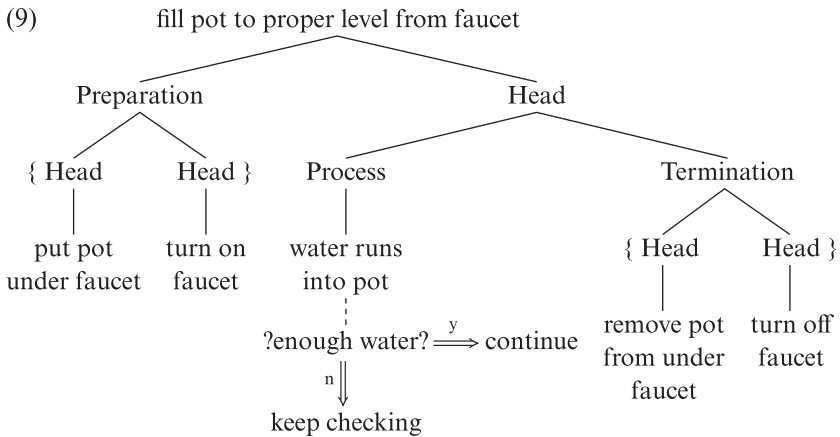 (9) fill pot to proper level from faucet
Preparation Head
{ Head Head } Process Termination
put pot turn on water runs { Head Head }
under faucet faucet into pot
remove pot turn off
?enough water? y continue from under faucet
n faucet
keep checking